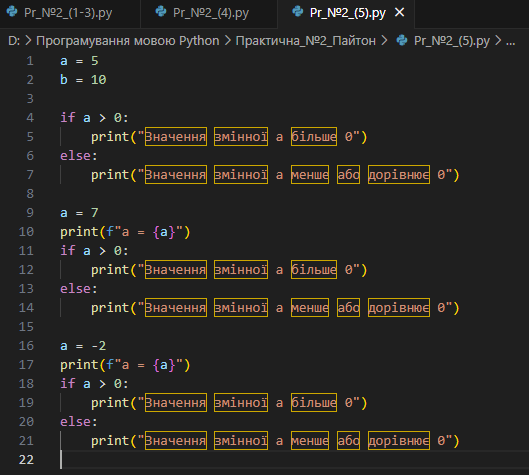 Pr_№2_(1-3).py Pr_№2_(4).py Pr_№2_(5).py ✕
D: > Програмування мовою Python > Практична_№2_Пайтон > Pr_№2_(5).py > ...
1 a = 5
2 b = 10
3
4 if a > 0:
5     print("Значення змінної a більше 0")
6 else:
7     print("Значення змінної a менше або дорівнює 0")
8
9 a = 7
10 print(f"a = {a}")
11 if a > 0:
12     print("Значення змінної a більше 0")
13 else:
14     print("Значення змінної a менше або дорівнює 0")
15
16 a = -2
17 print(f"a = {a}")
18 if a > 0:
19     print("Значення змінної a більше 0")
20 else:
21     print("Значення змінної a менше або дорівнює 0")
22